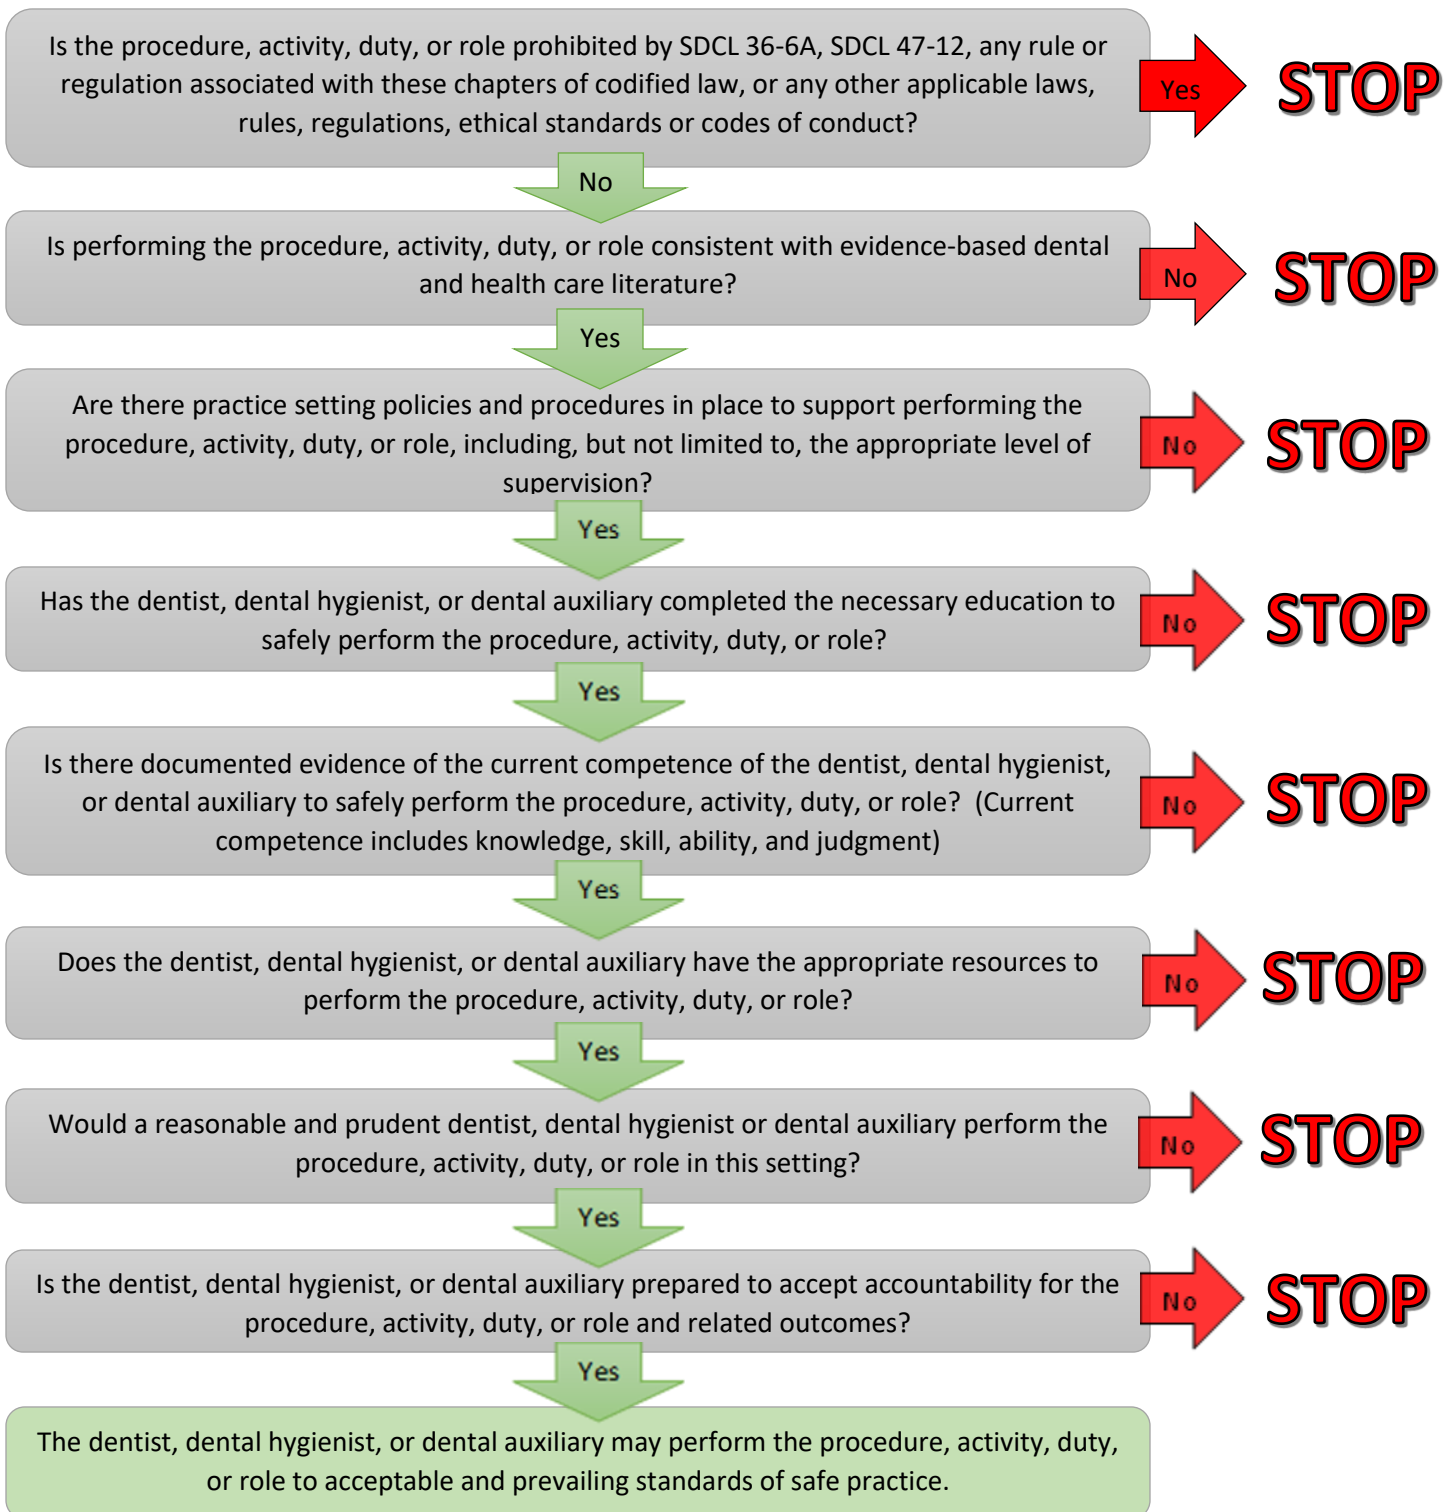 Is the procedure, activity, duty, or role prohibited by SDCL 36-6A, SDCL 47-12, any rule or
regulation associated with these chapters of codified law, or any other applicable laws,
rules, regulations, ethical standards or codes of conduct?
Yes
STOP
No
Is performing the procedure, activity, duty, or role consistent with evidence-based dental
and health care literature?
No
STOP
Yes
Are there practice setting policies and procedures in place to support performing the
procedure, activity, duty, or role, including, but not limited to, the appropriate level of
supervision?
No
STOP
Yes
Has the dentist, dental hygienist, or dental auxiliary completed the necessary education to
safely perform the procedure, activity, duty, or role?
No
STOP
Yes
Is there documented evidence of the current competence of the dentist, dental hygienist,
or dental auxiliary to safely perform the procedure, activity, duty, or role?  (Current
competence includes knowledge, skill, ability, and judgment)
No
STOP
Yes
Does the dentist, dental hygienist, or dental auxiliary have the appropriate resources to
perform the procedure, activity, duty, or role?
No
STOP
Yes
Would a reasonable and prudent dentist, dental hygienist or dental auxiliary perform the
procedure, activity, duty, or role in this setting?
No
STOP
Yes
Is the dentist, dental hygienist, or dental auxiliary prepared to accept accountability for the
procedure, activity, duty, or role and related outcomes?
No
STOP
Yes
The dentist, dental hygienist, or dental auxiliary may perform the procedure, activity, duty,
or role to acceptable and prevailing standards of safe practice.